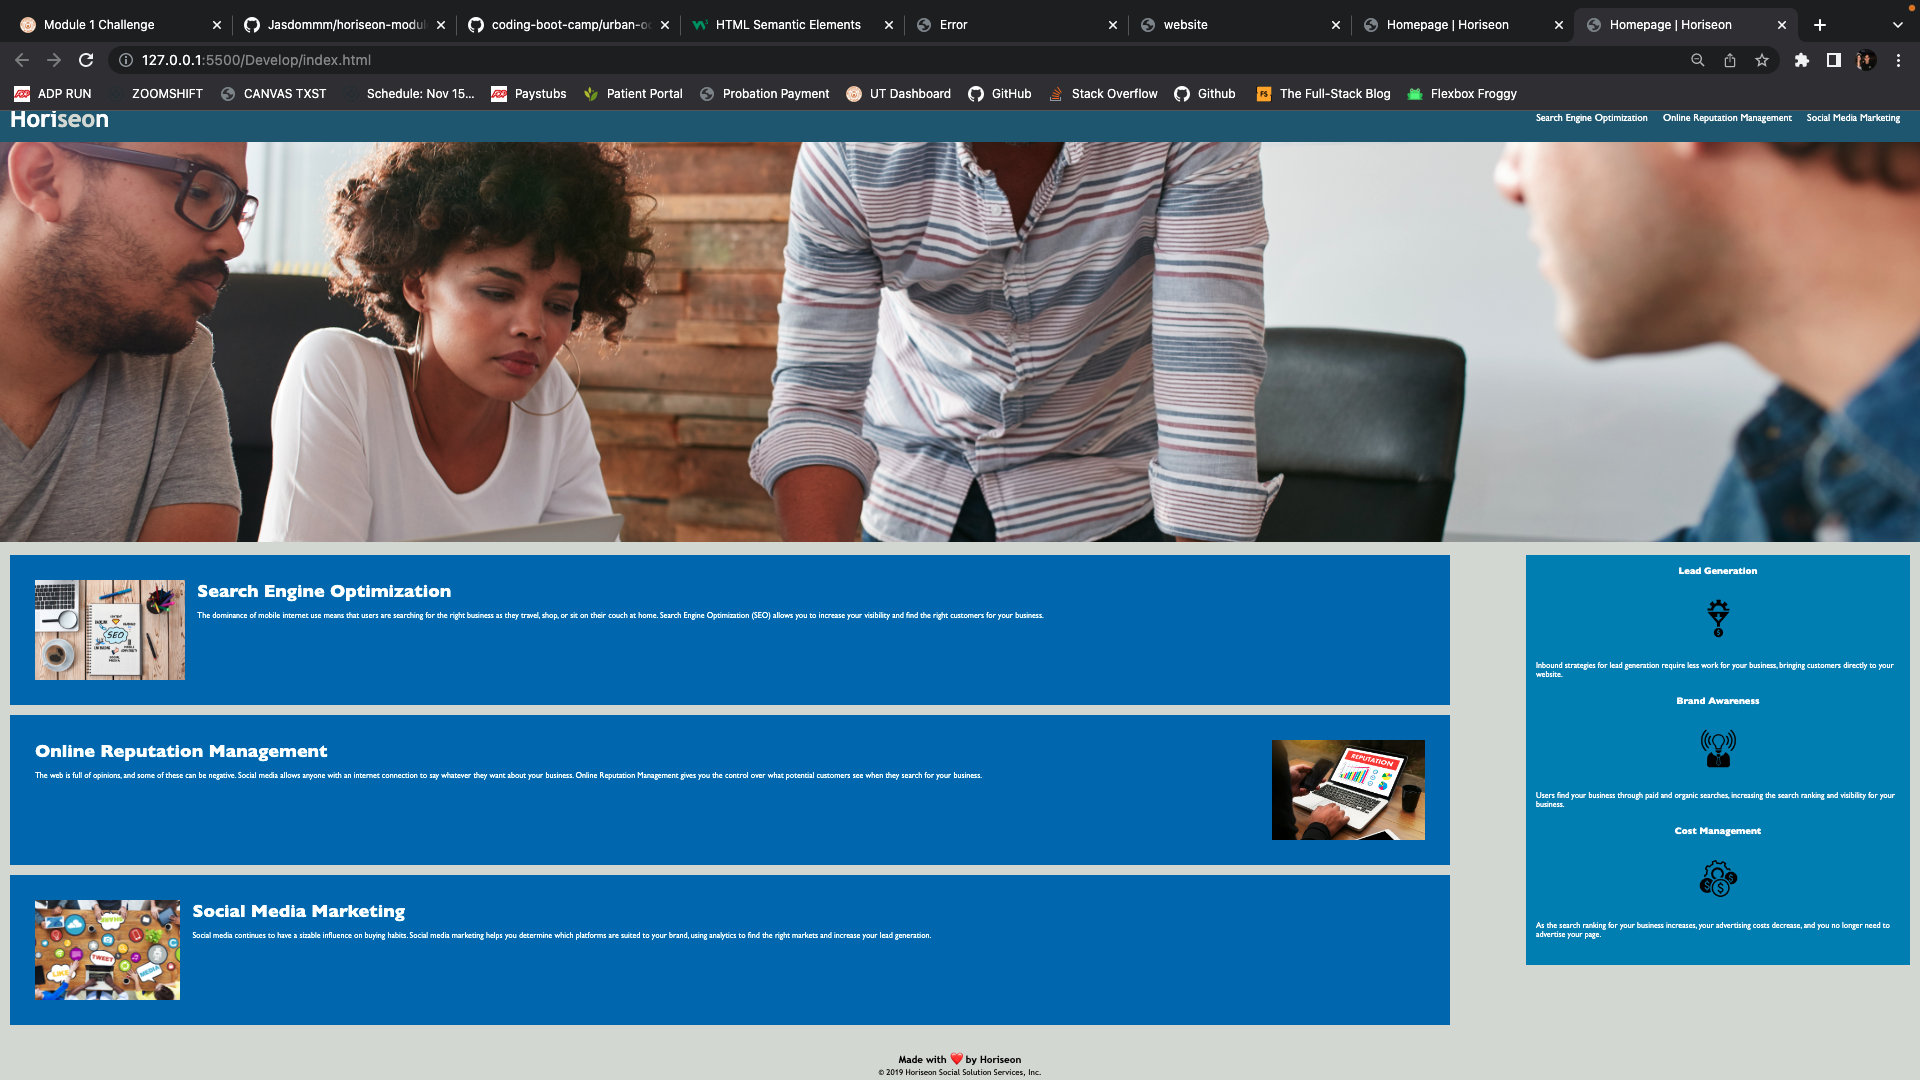 Module 1 Challenge
Jasdommm/horiseon-modul
coding-boot-camp/urban-oc
HTML Semantic Elements
Error
website
Homepage | Horiseon
Homepage | Horiseon
127.0.0.1:5500/Develop/index.html
ADP RUN
ZOOMSHIFT
CANVAS TXST
Schedule: Nov 15...
Paystubs
Patient Portal
Probation Payment
UT Dashboard
GitHub
Stack Overflow
Github
FS
The Full-Stack Blog
Flexbox Froggy
Horiseon
Search Engine Optimization
Online Reputation Management
Social Media Marketing
SEO
Search Engine Optimization
The dominance of mobile internet use means that users are searching for the right business as they travel, shop, or sit on their couch at home. Search Engine Optimization (SEO) allows you to increase your visibility and find the right customers for your business.
Online Reputation Management
The web is full of opinions, and some of these can be negative. Social media allows anyone with an internet connection to say whatever they want about your business. Online Reputation Management gives you the control over what potential customers see when they search for your business.
REPUTATION
SHARE
TWEET
LIKE
MEDIA
Social Media Marketing
Social media continues to have a sizable influence on buying habits. Social media marketing helps you determine which platforms are suited to your brand, using analytics to find the right markets and increase your lead generation.
Lead Generation
Inbound strategies for lead generation require less work for your business, bringing customers directly to your
website.
Brand Awareness
Users find your business through paid and organic searches, increasing the search ranking and visibility for your
business.
Cost Management
As the search ranking for your business increases, your advertising costs decrease, and you no longer need to
advertise your page.
Made with ❤️ by Horiseon
© 2019 Horiseon Social Solution Services, Inc.